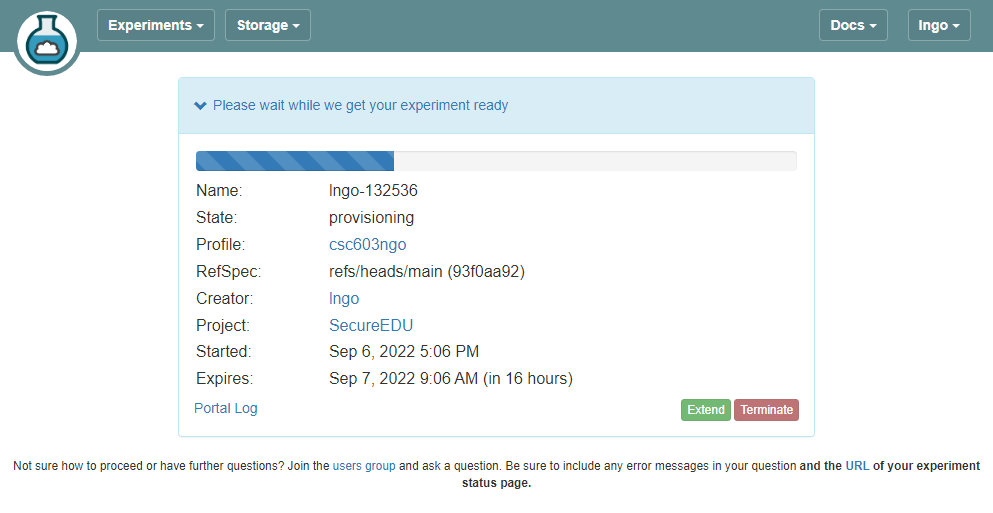 Experiments Storage Docs lngo
Please wait while we get your experiment ready
Name: lngo-132536
State: provisioning
Profile: csc603ngo
RefSpec: refs/heads/main (93f0aa92)
Creator: lngo
Project: SecureEDU
Started: Sep 6, 2022 5:06 PM
Expires: Sep 7, 2022 9:06 AM (in 16 hours)
Portal Log Extend Terminate
Not sure how to proceed or have further questions? Join the users group and ask a question. Be sure to include any error messages in your question and the URL of your experiment
status page.